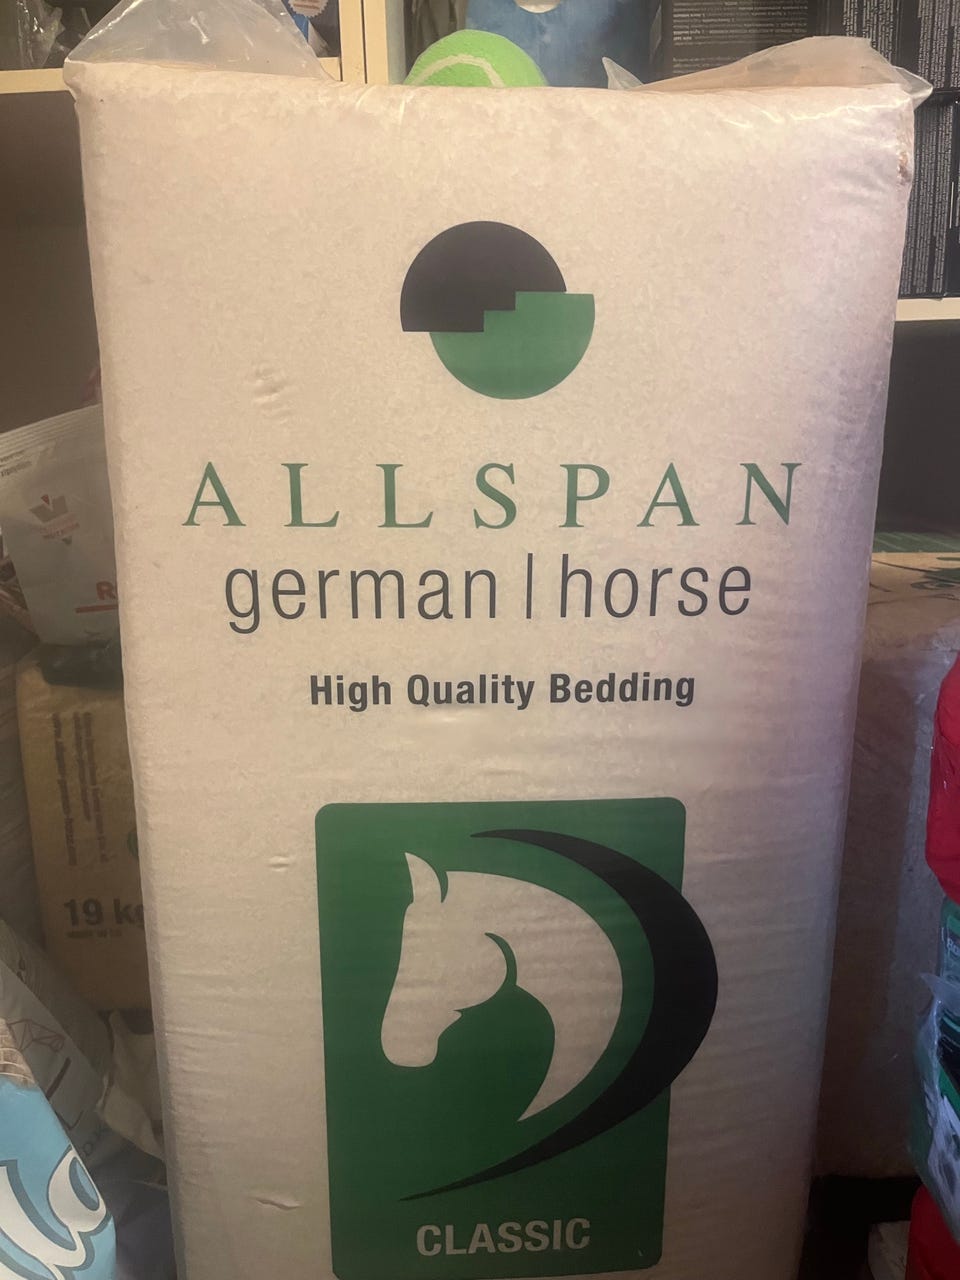 ALLSPAN
german | horse
High Quality Bedding
CLASSIC
19 kg